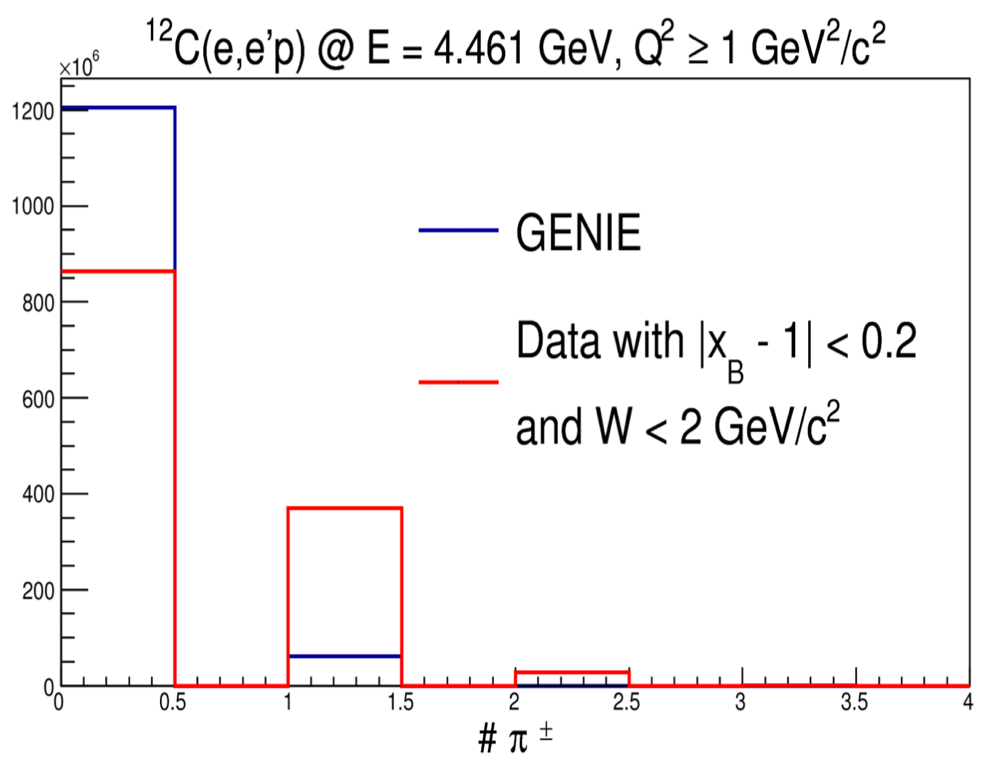 ¹²C(e,e'p) @ E = 4.461 GeV, Q² ≥ 1 GeV²/c²
×10⁶
1200
1000
800
600
400
200
0
GENIE
Data with |x_B - 1| < 0.2
and W < 2 GeV/c²
0 0.5 1 1.5 2 2.5 3 3.5 4
# π ±